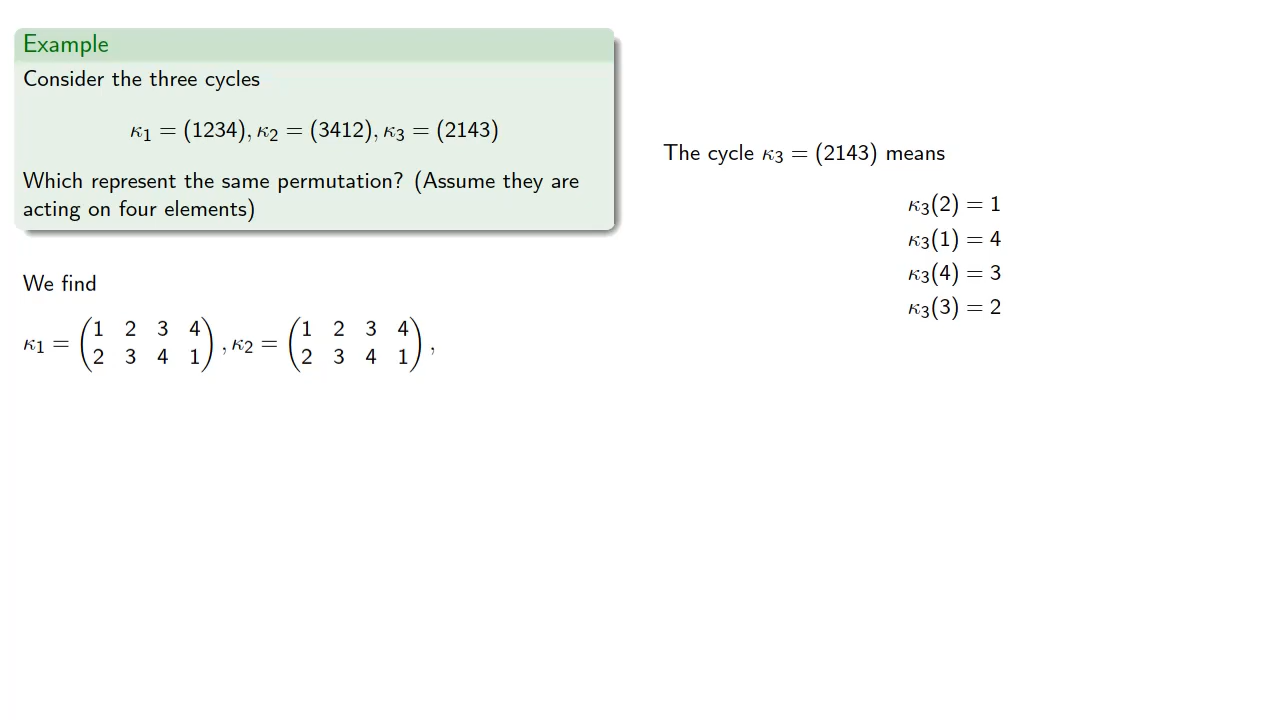 Example
Consider the three cycles
κ₁ = (1234), κ₂ = (3412), κ₃ = (2143)
Which represent the same permutation? (Assume they are
acting on four elements)
We find
κ₁ = (1 2 3 4 / 2 3 4 1), κ₂ = (1 2 3 4 / 2 3 4 1),
The cycle κ₃ = (2143) means
κ₃(2) = 1
κ₃(1) = 4
κ₃(4) = 3
κ₃(3) = 2